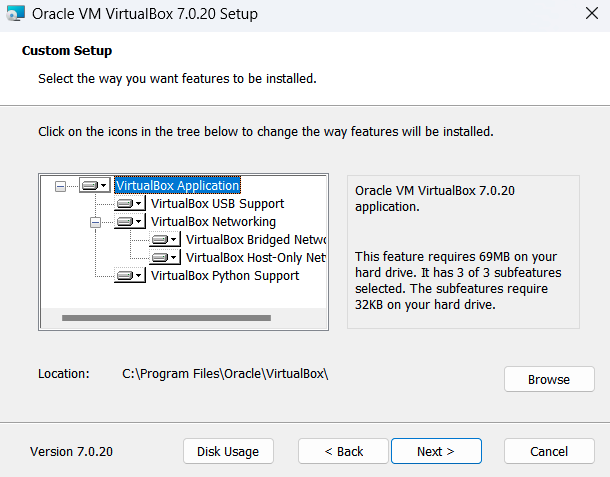 Oracle VM VirtualBox 7.0.20 Setup
Custom Setup
Select the way you want features to be installed.
Click on the icons in the tree below to change the way features will be installed.
VirtualBox Application
VirtualBox USB Support
VirtualBox Networking
VirtualBox Bridged Netwo
VirtualBox Host-Only Net
VirtualBox Python Support
Oracle VM VirtualBox 7.0.20
application.
This feature requires 69MB on your
hard drive. It has 3 of 3 subfeatures
selected. The subfeatures require
32KB on your hard drive.
Location: C:\Program Files\Oracle\VirtualBox\
Browse
Version 7.0.20
Disk Usage
< Back
Next >
Cancel